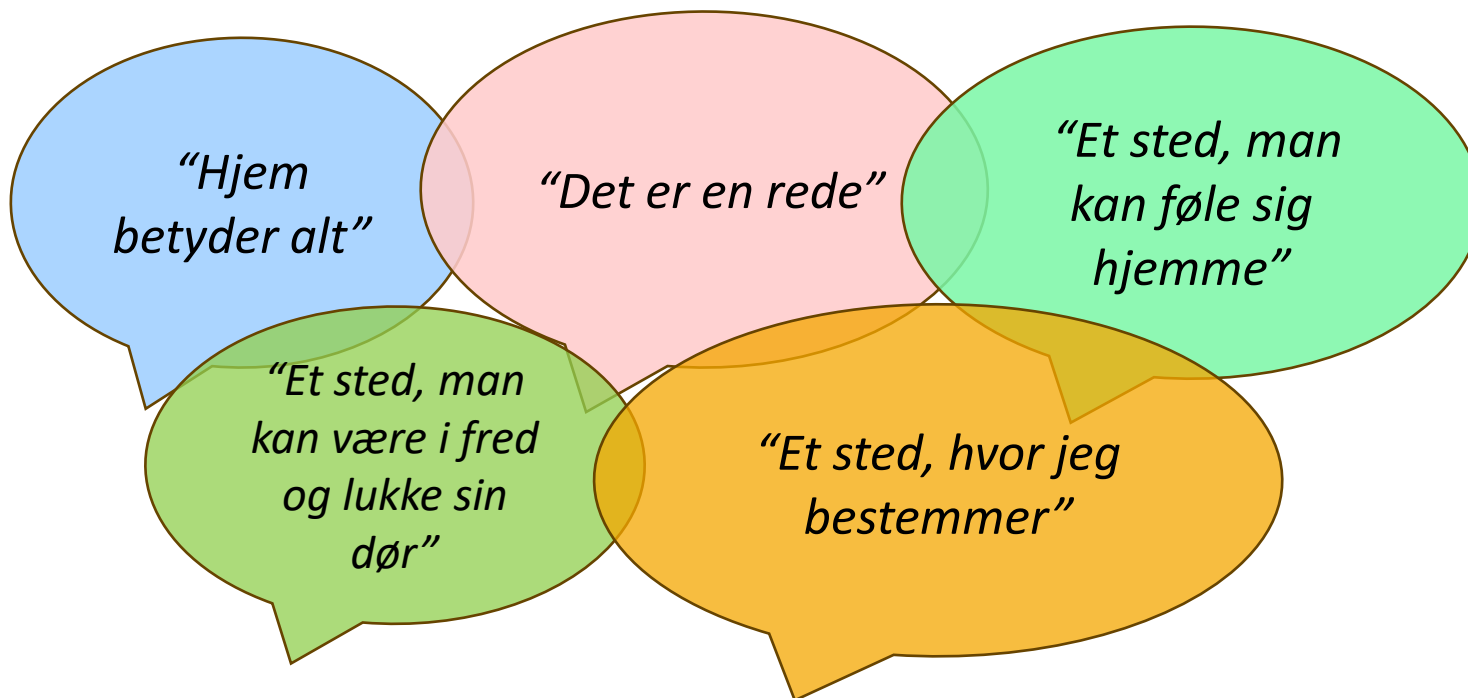 “Hjem
betyder alt”
“Det er en rede”
“Et sted, man
kan føle sig
hjemme”
“Et sted, man
kan være i fred
og lukke sin
dør”
“Et sted, hvor jeg
bestemmer”